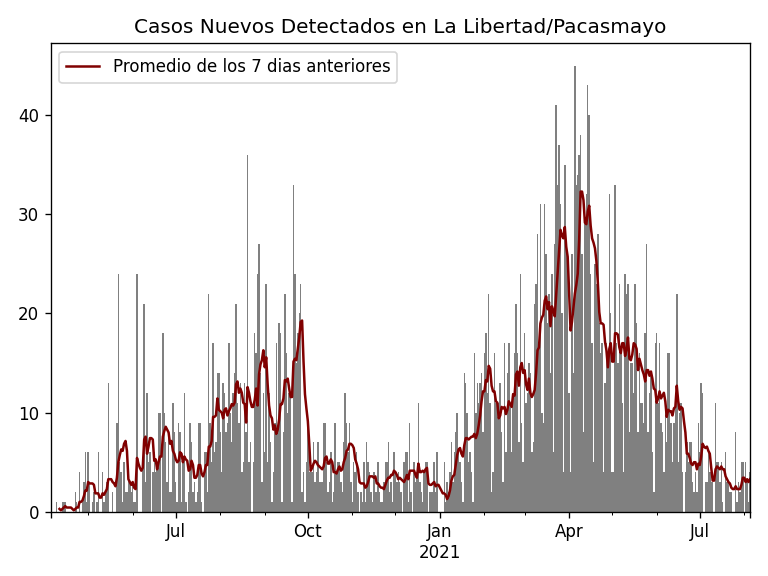 Casos Nuevos Detectados en La Libertad/Pacasmayo
Promedio de los 7 dias anteriores
40
30
20
10
0
Jul
Oct
Jan
2021
Apr
Jul